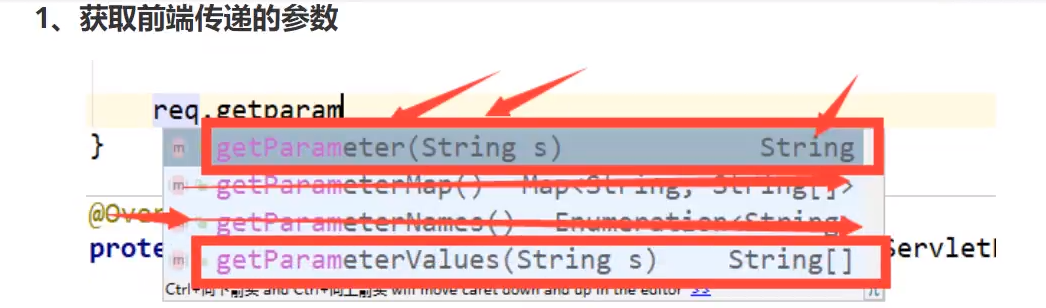 1、获取前端传递的参数
req.getparam
getParameter(String s) String
}
getParameterMap() Map<String, String[]>
@Over
getParameterNames() Enumeration<String
prote
getParameterValues(String s) String[]
ServletR
Ctrl+向下箭头 and Ctrl+向上箭头 will move caret down and up in the editor >>